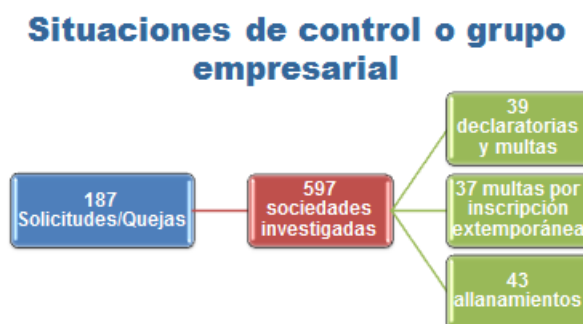 Situaciones de control o grupo
empresarial
187
Solicitudes/Quejas
597
sociedades
investigadas
39
declaratorias
y multas
37 multas por
inscripción
extemporánea
43
allanamientos